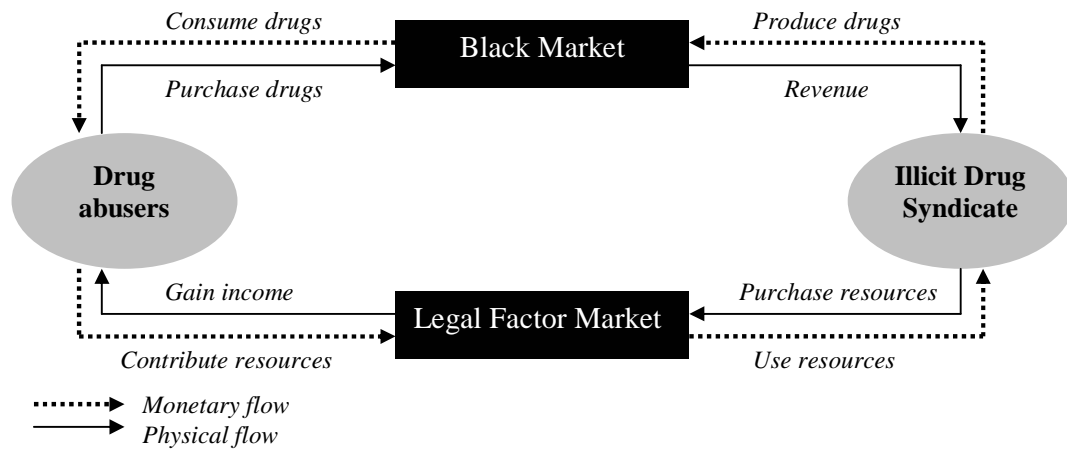 Consume drugs
Black Market
Produce drugs
Purchase drugs
Revenue
Drug
abusers
Illicit Drug
Syndicate
Gain income
Legal Factor Market
Purchase resources
Contribute resources
Use resources
Monetary flow
Physical flow